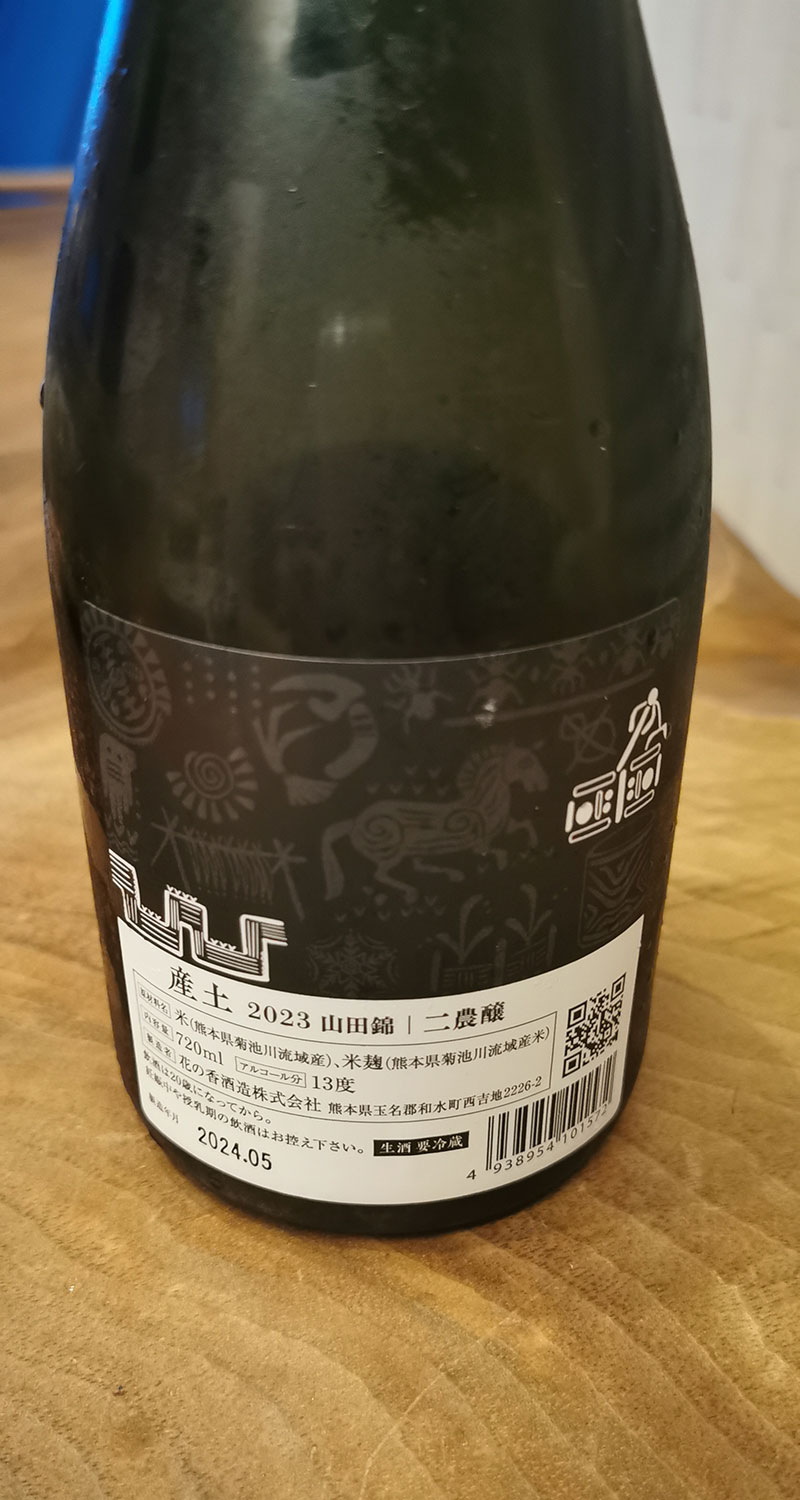 産土 2023 山田錦｜二農醸
原材料名 米(熊本県菊池川流域産)、米麹(熊本県菊池川流域産米)
内容量 720ml アルコール分 13度
製造者 花の香酒造株式会社 熊本県玉名郡和水町西吉地2226-2
飲酒は20歳になってから。
妊娠中や授乳期の飲酒はお控え下さい。 生酒 要冷蔵
製造年月 2024.05
4 938954 101572